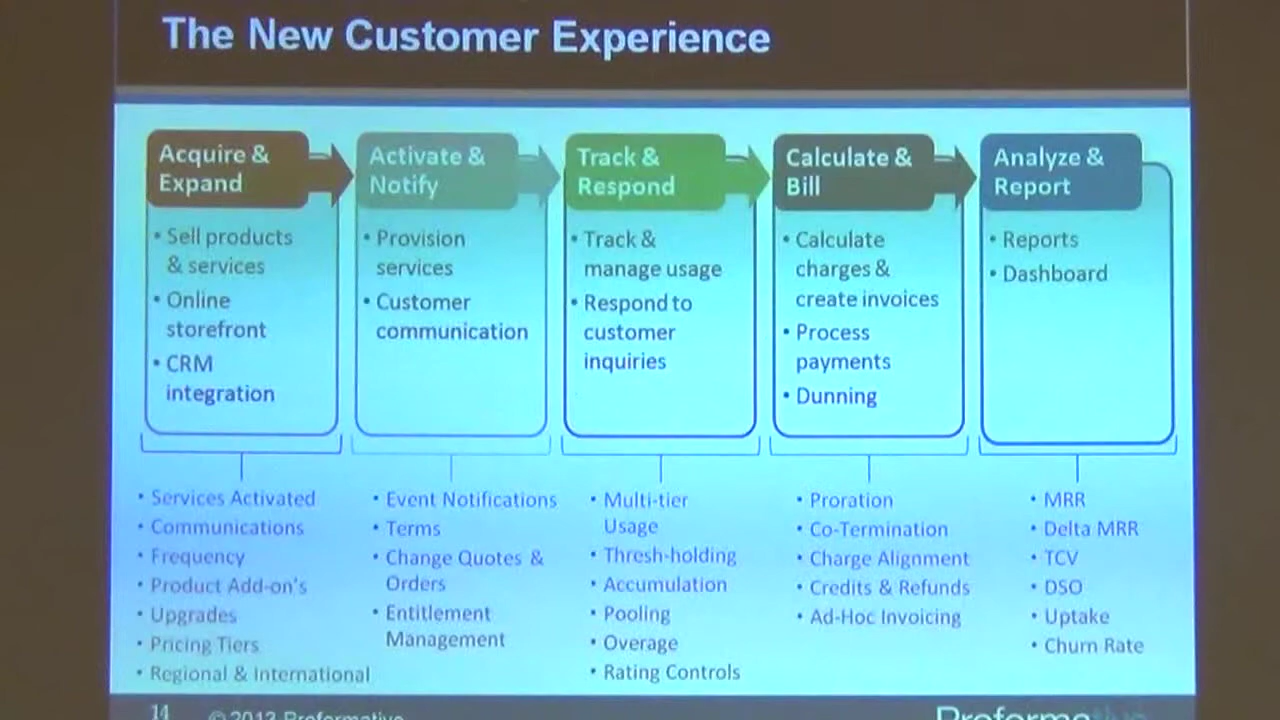 The New Customer Experience
Acquire &
Expand
• Sell products
& services
• Online
storefront
• CRM
integration
Activate &
Notify
• Provision
services
• Customer
communication
Track &
Respond
• Track &
manage usage
• Respond to
customer
inquiries
Calculate &
Bill
• Calculate
charges &
create invoices
• Process
payments
• Dunning
Analyze &
Report
• Reports
• Dashboard
• Services Activated
• Communications
• Frequency
• Product Add-on's
• Upgrades
• Pricing Tiers
• Regional & International
• Event Notifications
• Terms
• Change Quotes &
Orders
• Entitlement
Management
• Multi-tier
Usage
• Thresh-holding
• Accumulation
• Pooling
• Overage
• Rating Controls
• Proration
• Co-Termination
• Charge Alignment
• Credits & Refunds
• Ad-Hoc Invoicing
• MRR
• Delta MRR
• TCV
• DSO
• Uptake
• Churn Rate
14
© 2013 Proformative
Proformative